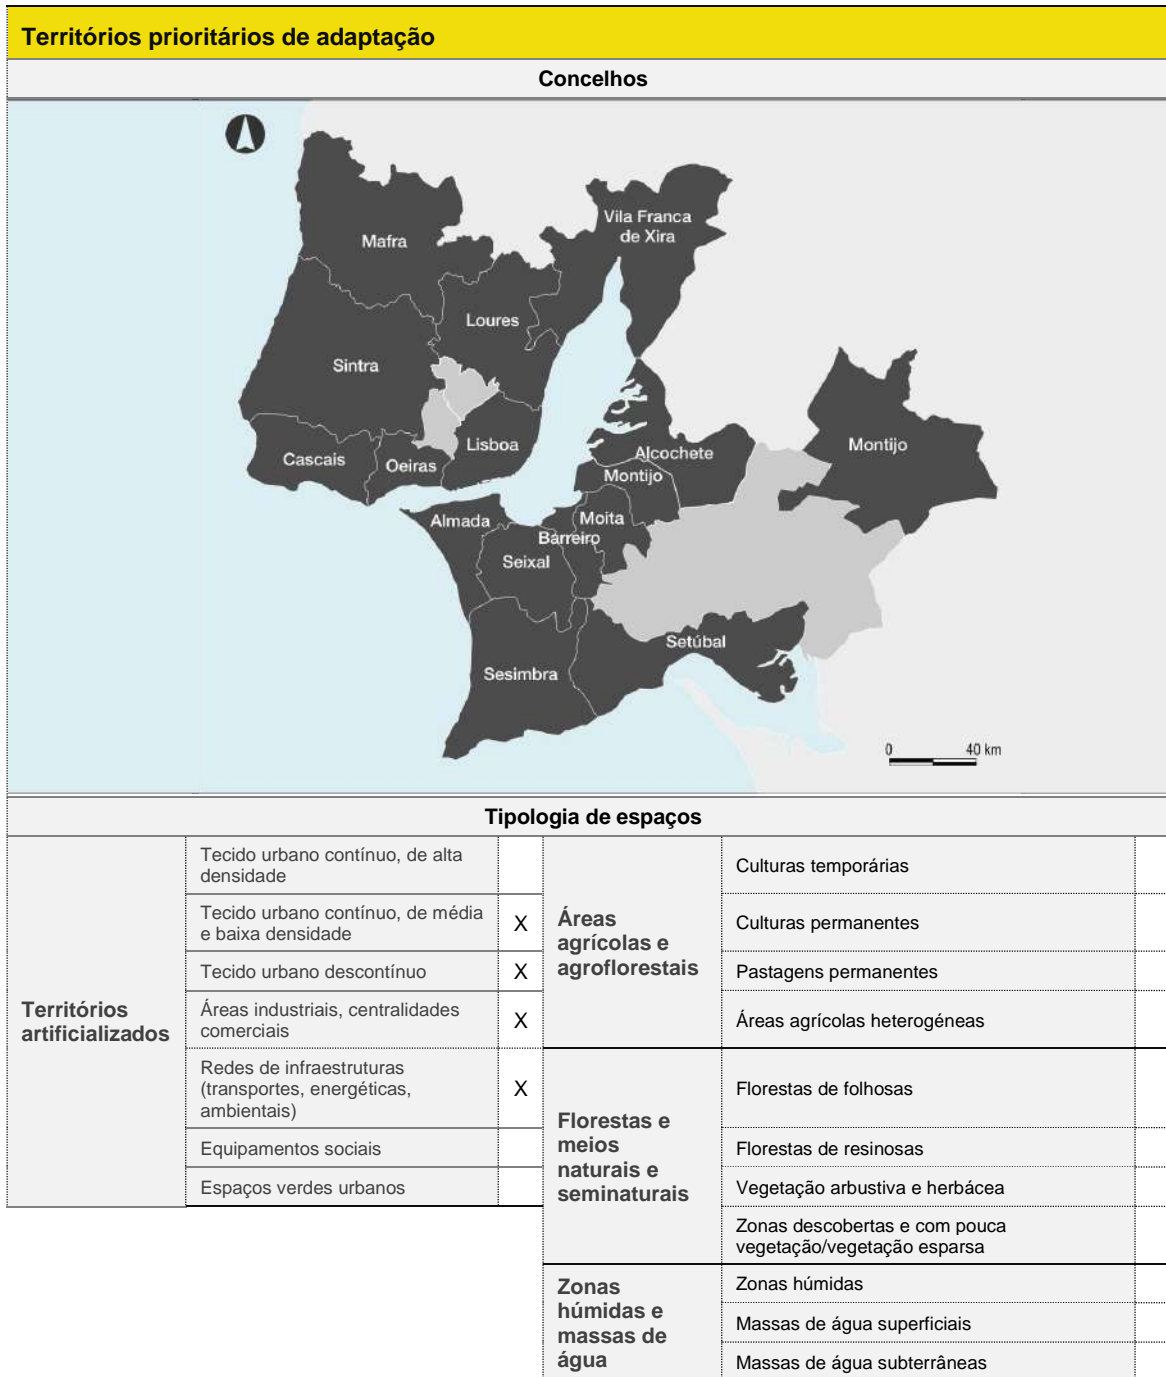 Territórios prioritários de adaptação
Concelhos
Vila Franca
de Xira
Mafra
Loures
Sintra
Lisboa
Cascais
Oeiras
Alcochete
Montijo
Montijo
Almada
Moita
Barreiro
Seixal
Setúbal
Sesimbra
0 40 km
Tipologia de espaços
Territórios
artificializados
Tecido urbano contínuo, de alta
densidade
Tecido urbano contínuo, de média
e baixa densidade
X
Tecido urbano descontínuo
X
Áreas industriais, centralidades
comerciais
X
Redes de infraestruturas
(transportes, energéticas,
ambientais)
X
Equipamentos sociais
Espaços verdes urbanos
Áreas
agrícolas e
agroflorestais
Culturas temporárias
Culturas permanentes
Pastagens permanentes
Áreas agrícolas heterogéneas
Florestas e
meios
naturais e
seminaturais
Florestas de folhosas
Florestas de resinosas
Vegetação arbustiva e herbácea
Zonas descobertas e com pouca
vegetação/vegetação esparsa
Zonas
húmidas e
massas de
água
Zonas húmidas
Massas de água superficiais
Massas de água subterrâneas